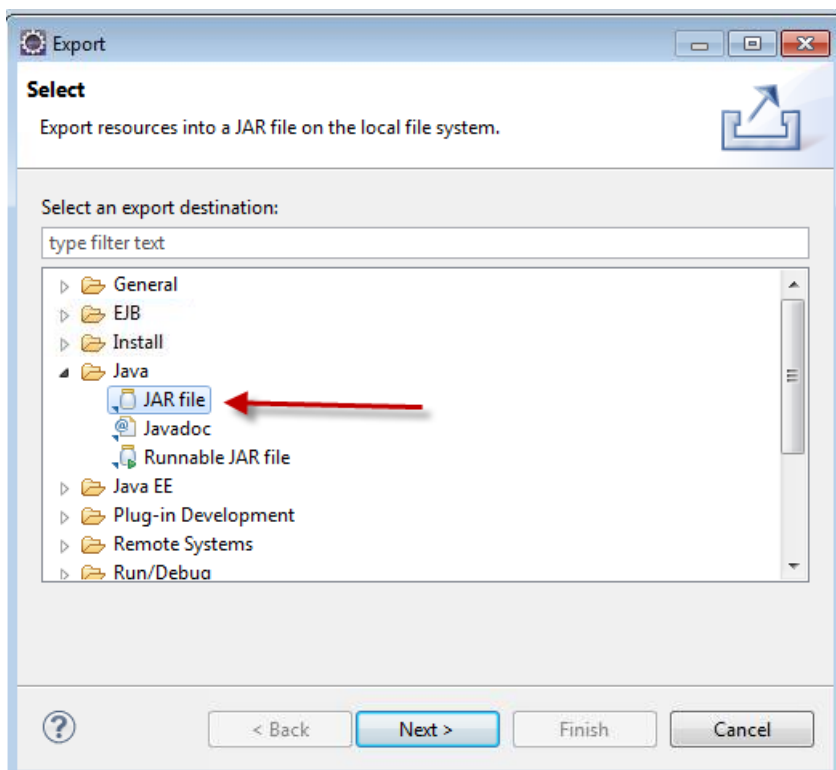 Export
Select
Export resources into a JAR file on the local file system.
Select an export destination:
type filter text
General
EJB
Install
Java
JAR file
Javadoc
Runnable JAR file
Java EE
Plug-in Development
Remote Systems
Run/Debug
< Back Next > Finish Cancel